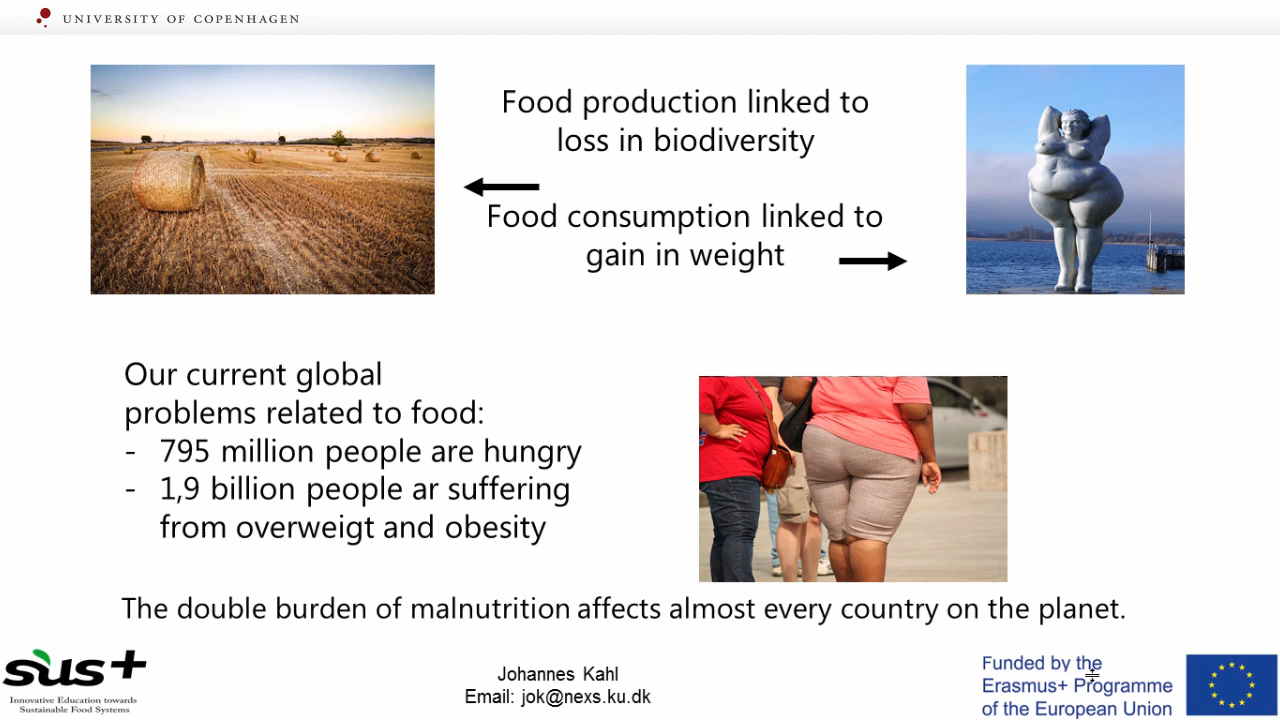 UNIVERSITY OF COPENHAGEN
Food production linked to
loss in biodiversity
Food consumption linked to
gain in weight
Our current global
problems related to food:
- 795 million people are hungry
- 1,9 billion people ar suffering
from overweigt and obesity
The double burden of malnutrition affects almost every country on the planet.
sus+
Innovative Education towards
Sustainable Food Systems
Johannes Kahl
Email: jok@nexs.ku.dk
Funded by the
Erasmus+ Programme
of the European Union